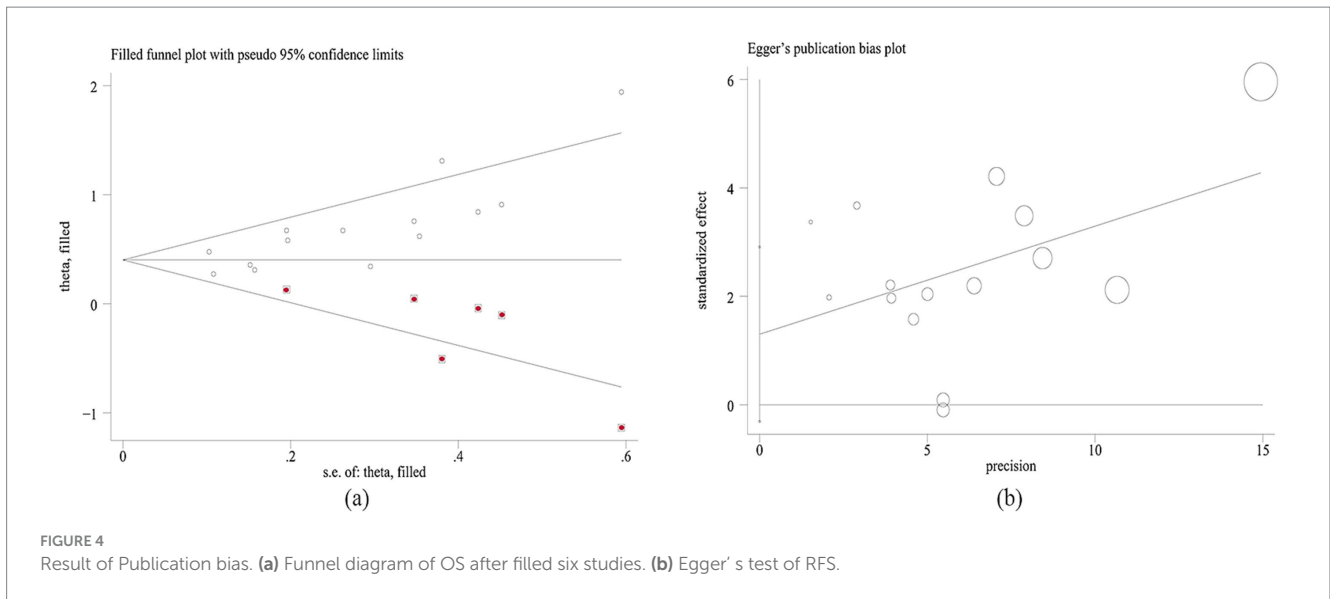 Filled funnel plot with pseudo 95% confidence limits
theta, filled
2
1
0
−1
0
.2
.4
.6
s.e. of: theta, filled
(a)
Egger's publication bias plot
standardized effect
6
4
2
0
0
5
10
15
precision
(b)
FIGURE 4
Result of Publication bias. (a) Funnel diagram of OS after filled six studies. (b) Egger' s test of RFS.